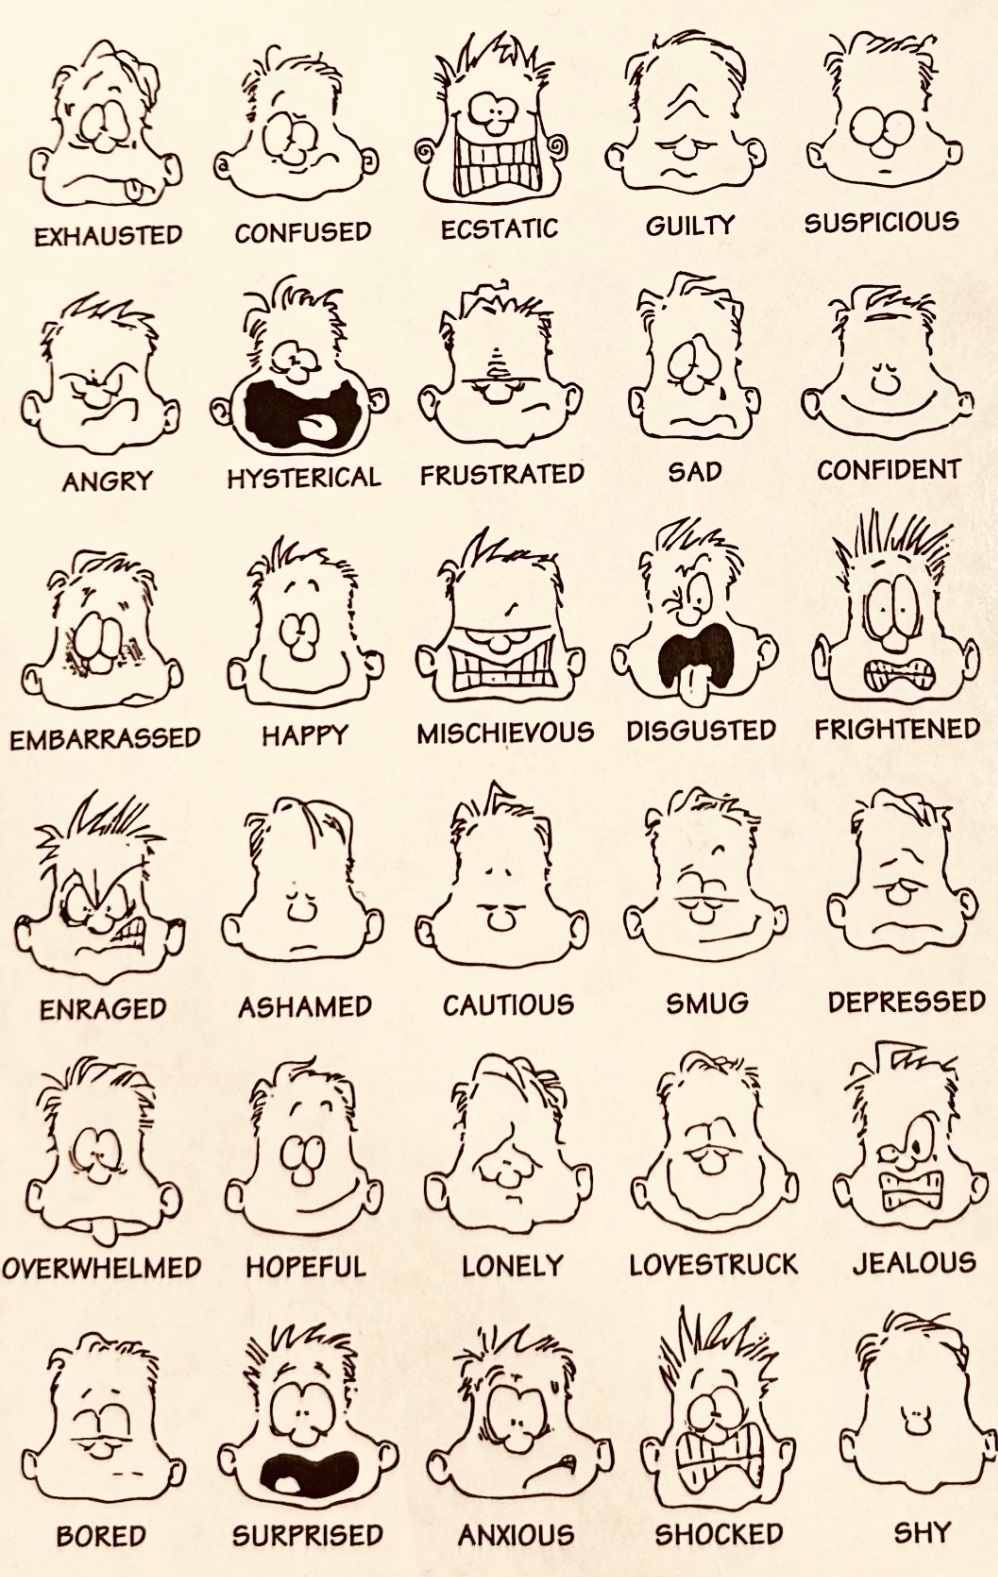 EXHAUSTED CONFUSED ECSTATIC GUILTY SUSPICIOUS
ANGRY HYSTERICAL FRUSTRATED SAD CONFIDENT
EMBARRASSED HAPPY MISCHIEVOUS DISGUSTED FRIGHTENED
ENRAGED ASHAMED CAUTIOUS SMUG DEPRESSED
OVERWHELMED HOPEFUL LONELY LOVESTRUCK JEALOUS
BORED SURPRISED ANXIOUS SHOCKED SHY